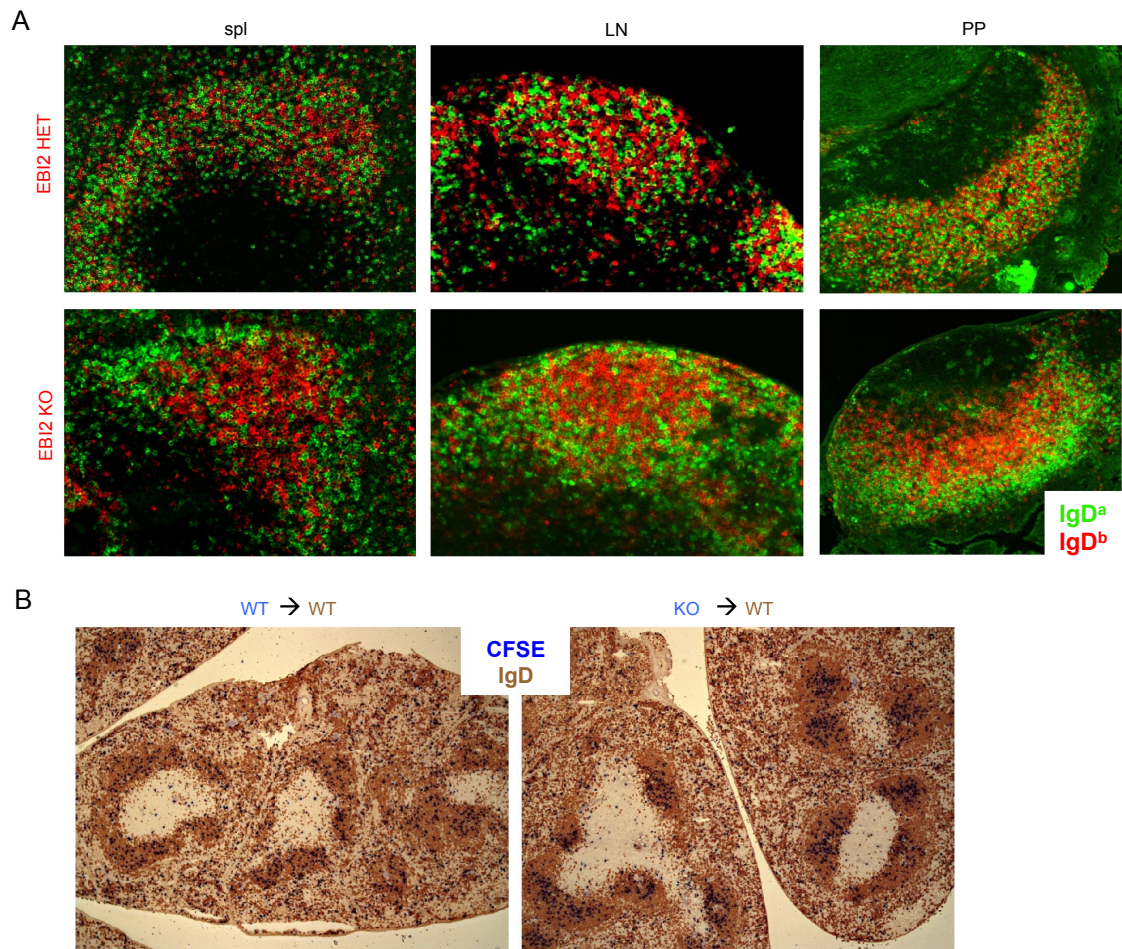 A
spl LN PP
EBI2 HET
EBI2 KO
IgDᵃ
IgDᵇ
B
WT → WT KO → WT
CFSE
IgD